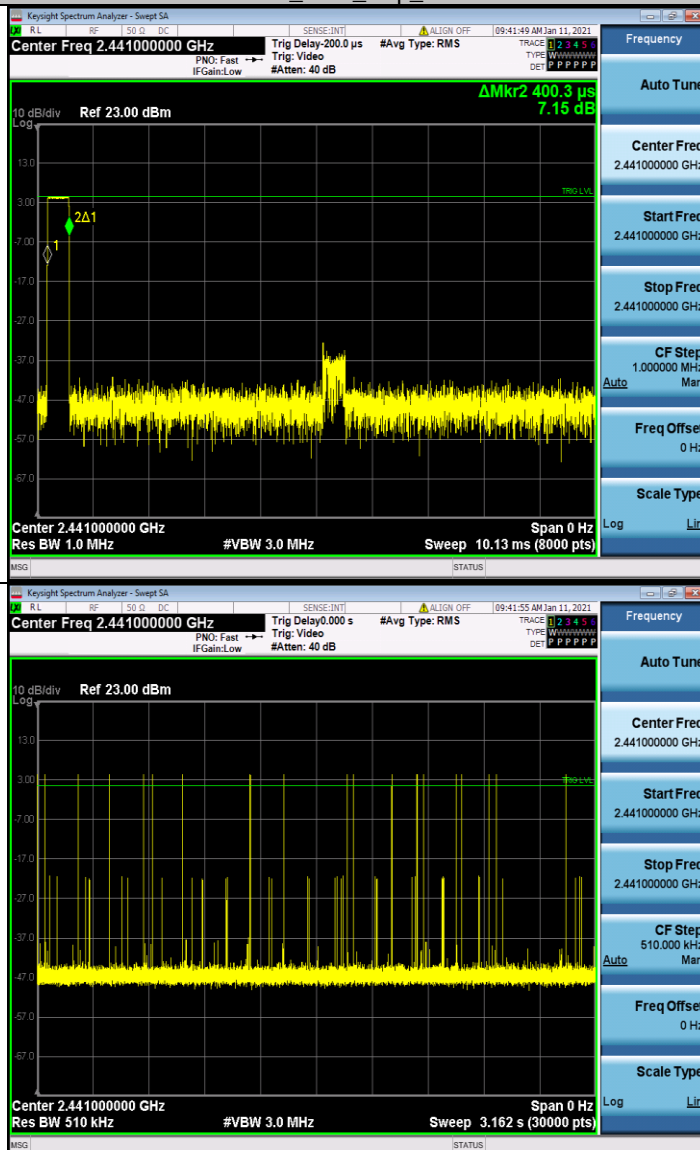 Keysight Spectrum Analyzer - Swept SA
RL RF 50 Ω DC SENSE:INT ALIGN OFF 09:41:49 AM Jan 11, 2021
Center Freq 2.441000000 GHz
Trig Delay-200.0 µs #Avg Type: RMS TRACE 1 2 3 4 5 6
PNO: Fast Trig: Video TYPE WWWWWW
IFGain:Low #Atten: 40 dB DET P P P P P P
ΔMkr2 400.3 µs
7.15 dB
10 dB/div Ref 23.00 dBm
Log
13.0
TRIG LVL
3.00
2Δ1
1
-7.00
-17.0
-27.0
-37.0
-47.0
-57.0
-67.0
Center 2.441000000 GHz Span 0 Hz
Res BW 1.0 MHz #VBW 3.0 MHz Sweep 10.13 ms (8000 pts)
MSG STATUS
Frequency
Auto Tune
Center Freq
2.441000000 GHz
Start Freq
2.441000000 GHz
Stop Freq
2.441000000 GHz
CF Step
1.000000 MHz
Auto Man
Freq Offset
0 Hz
Scale Type
Log Lin
Keysight Spectrum Analyzer - Swept SA
RL RF 50 Ω DC SENSE:INT ALIGN OFF 09:41:55 AM Jan 11, 2021
Center Freq 2.441000000 GHz
Trig Delay0.000 s #Avg Type: RMS TRACE 1 2 3 4 5 6
PNO: Fast Trig: Video TYPE WWWWWW
IFGain:Low #Atten: 40 dB DET P P P P P P
10 dB/div Ref 23.00 dBm
Log
13.0
3.00
TRIG LVL
-7.00
-17.0
-27.0
-37.0
-47.0
-57.0
-67.0
Center 2.441000000 GHz Span 0 Hz
Res BW 510 kHz #VBW 3.0 MHz Sweep 3.162 s (30000 pts)
MSG STATUS
Frequency
Auto Tune
Center Freq
2.441000000 GHz
Start Freq
2.441000000 GHz
Stop Freq
2.441000000 GHz
CF Step
510.000 kHz
Auto Man
Freq Offset
0 Hz
Scale Type
Log Lin